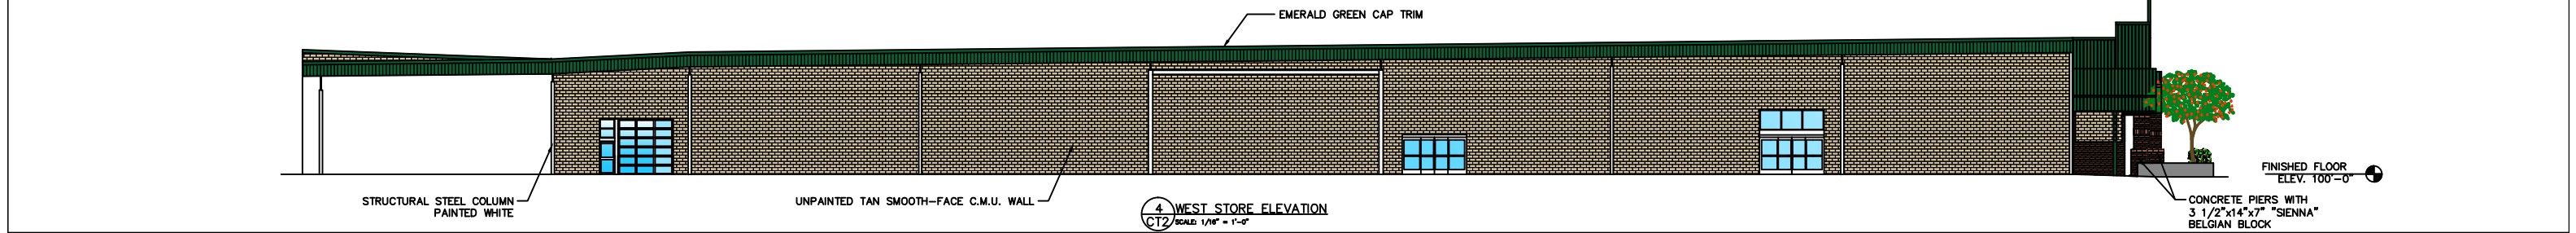 EMERALD GREEN CAP TRIM
FINISHED FLOOR
ELEV. 100'-0"
STRUCTURAL STEEL COLUMN
PAINTED WHITE
UNPAINTED TAN SMOOTH-FACE C.M.U. WALL
4
CT2
WEST STORE ELEVATION
SCALE: 1/16" = 1'-0"
CONCRETE PIERS WITH
3 1/2"x14"x7" "SIENNA"
BELGIAN BLOCK